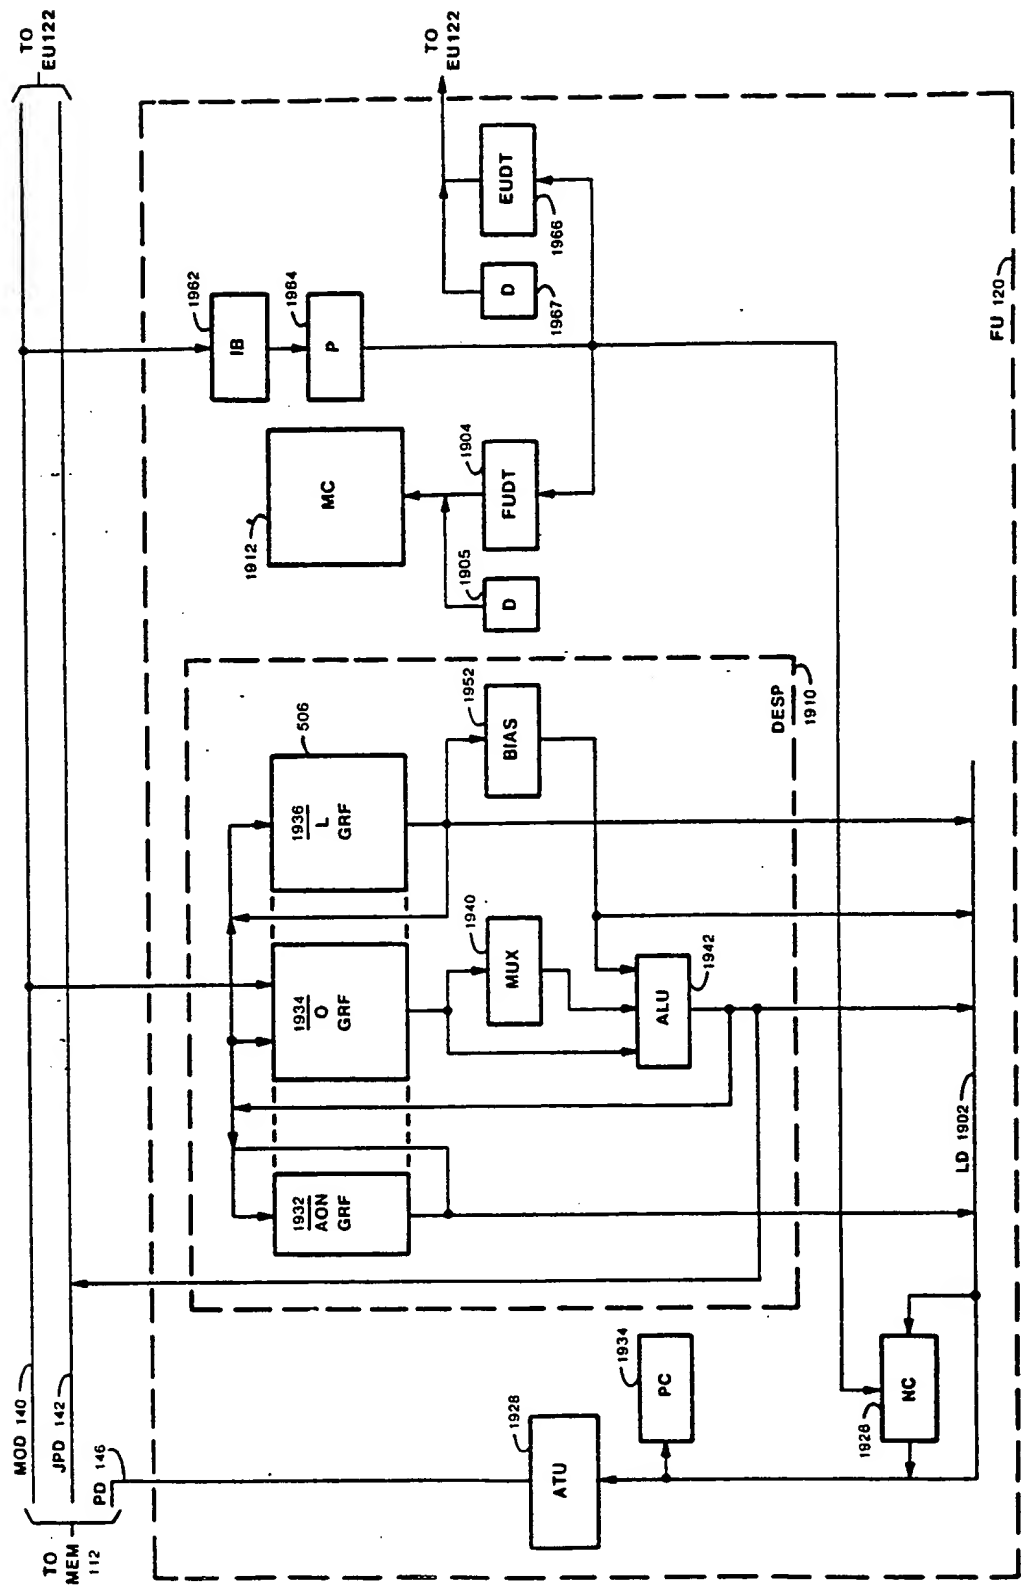 TO
EU122
TO
EU122
MOD 140
JPD 142
PD 146
TO
MEM
112
1962
IB
1964
P
EUDT
1966
D
1967
MC
1912
1904
FUDT
1905
D
FU 120
506
1936
L
GRF
1934
O
GRF
1932
AON
GRF
1952
BIAS
1940
MUX
1942
ALU
DESP
1910
LD 1902
1934
PC
1928
ATU
NC
1926